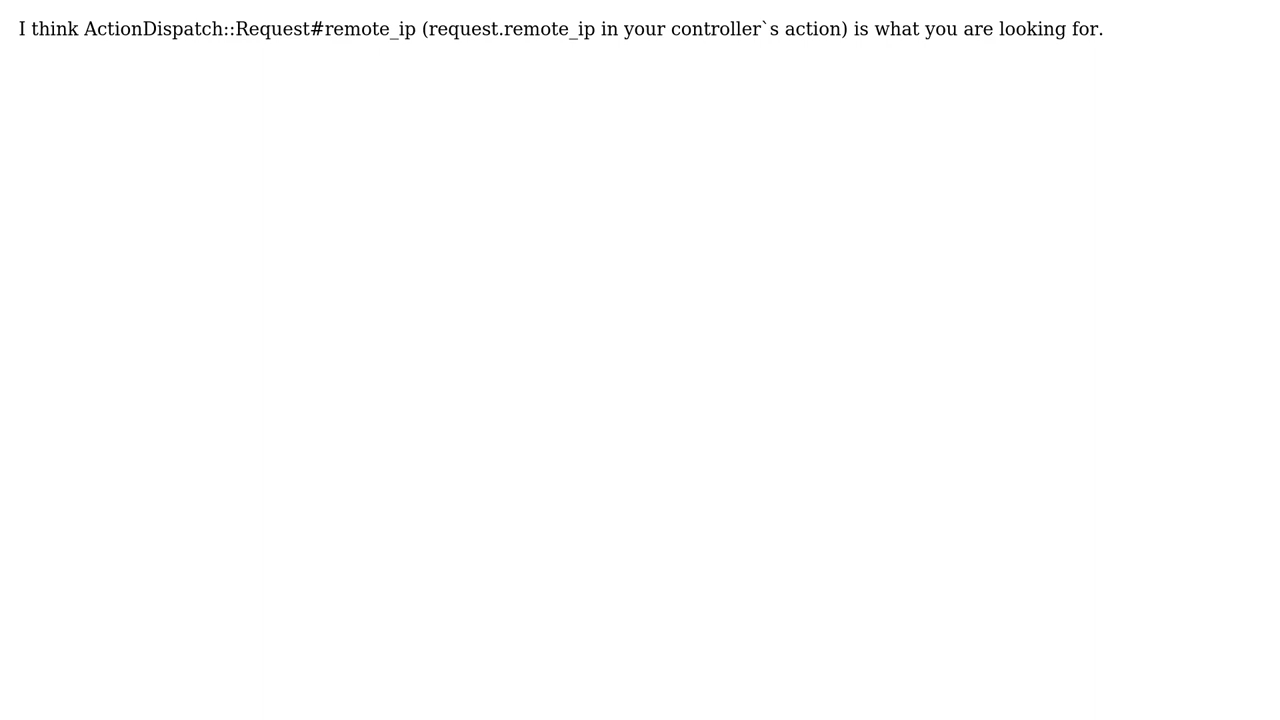 I think ActionDispatch::Request#remote_ip (request.remote_ip in your controller`s action) is what you are looking for.